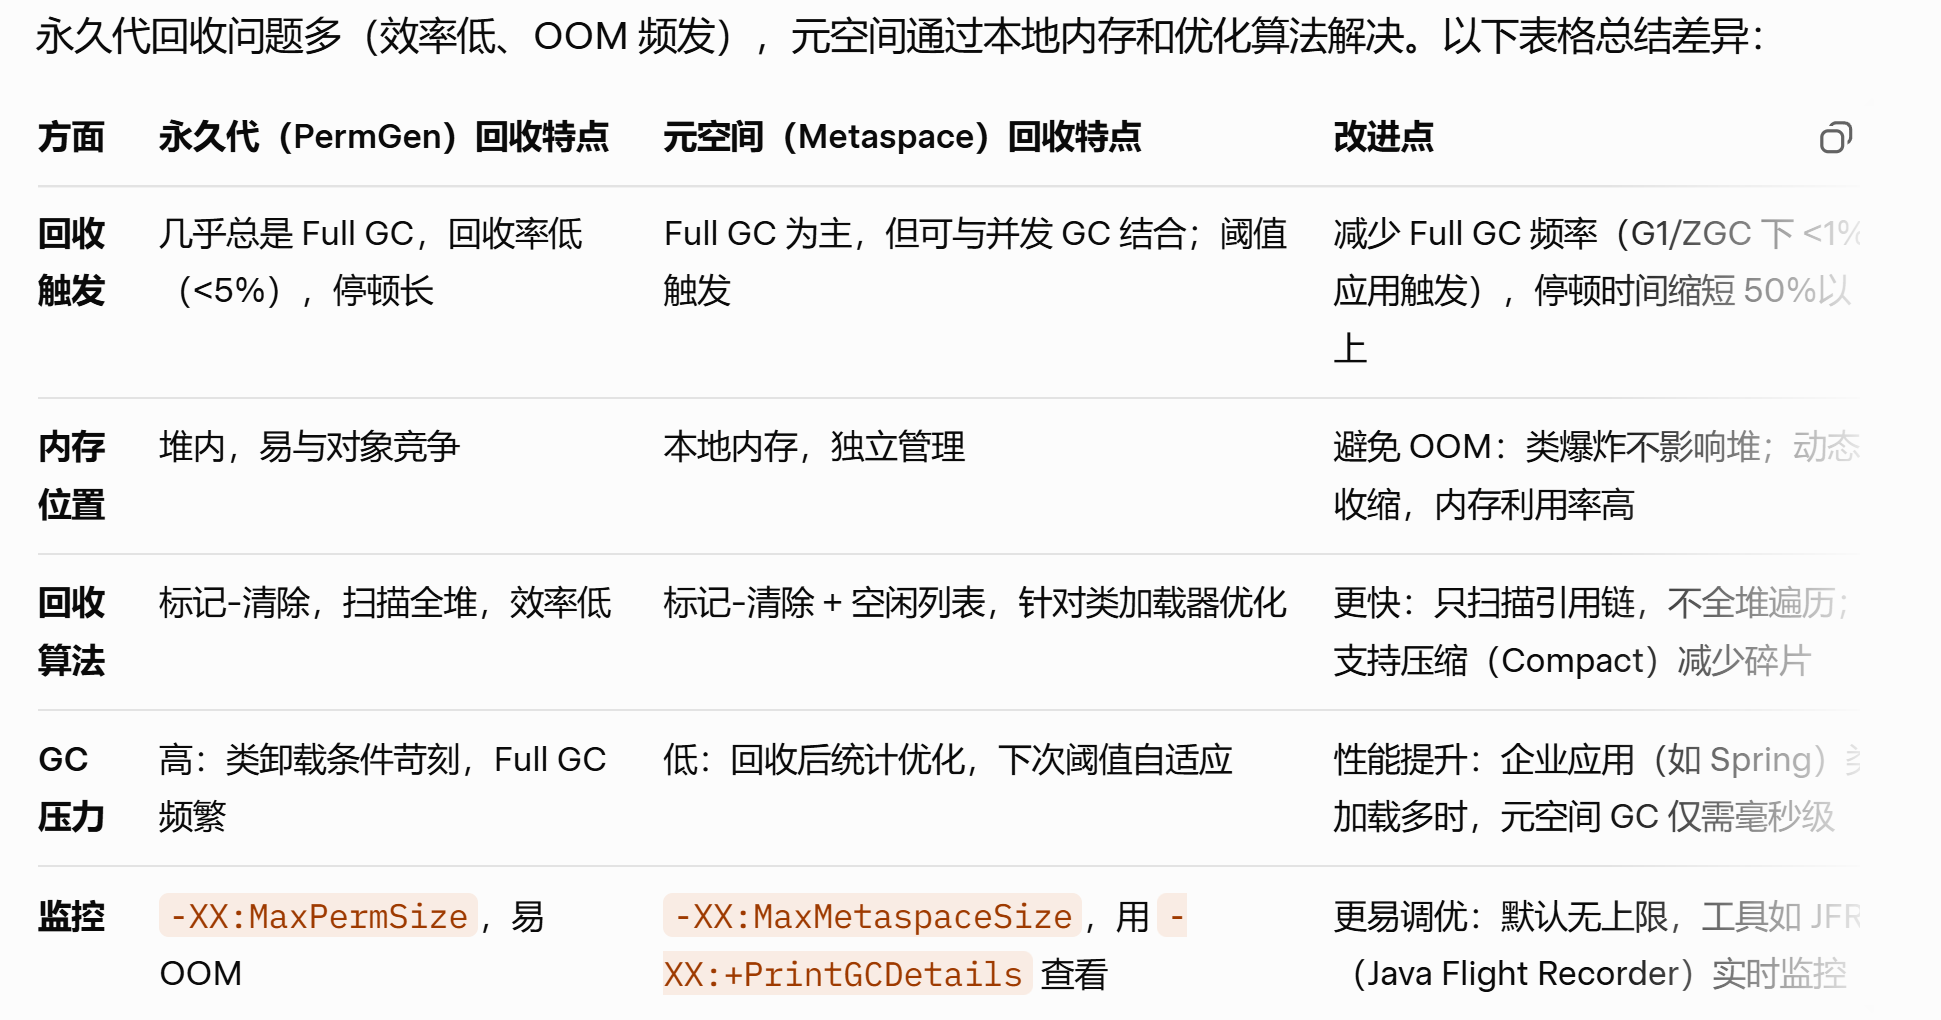 永久代回收问题多（效率低、OOM 频发），元空间通过本地内存和优化算法解决。以下表格总结差异：
方面 永久代（PermGen）回收特点 元空间（Metaspace）回收特点 改进点
回收触发 几乎总是 Full GC，回收率低（<5%），停顿长 Full GC 为主，但可与并发 GC 结合；阈值触发 减少 Full GC 频率（G1/ZGC 下 <1% 应用触发），停顿时间缩短 50%以上
内存位置 堆内，易与对象竞争 本地内存，独立管理 避免 OOM：类爆炸不影响堆；动态收缩，内存利用率高
回收算法 标记-清除，扫描全堆，效率低 标记-清除 + 空闲列表，针对类加载器优化 更快：只扫描引用链，不全堆遍历；支持压缩（Compact）减少碎片
GC 压力 高：类卸载条件苛刻，Full GC 频繁 低：回收后统计优化，下次阈值自适应 性能提升：企业应用（如 Spring）类加载多时，元空间 GC 仅需毫秒级
监控 -XX:MaxPermSize，易 OOM -XX:MaxMetaspaceSize，用 -XX:+PrintGCDetails 查看 更易调优：默认无上限，工具如 JFR（Java Flight Recorder）实时监控